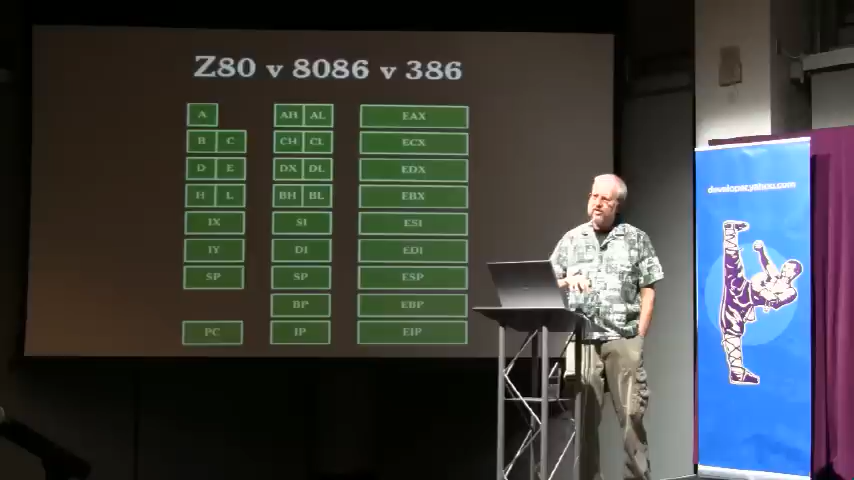 Z80 v 8086 v 386
A AH AL EAX
B C CH CL ECX
D E DX DL EDX
H L BH BL EBX
IX SI ESI
IY DI EDI
SP SP ESP
BP EBP
PC IP EIP
developer.yahoo.com